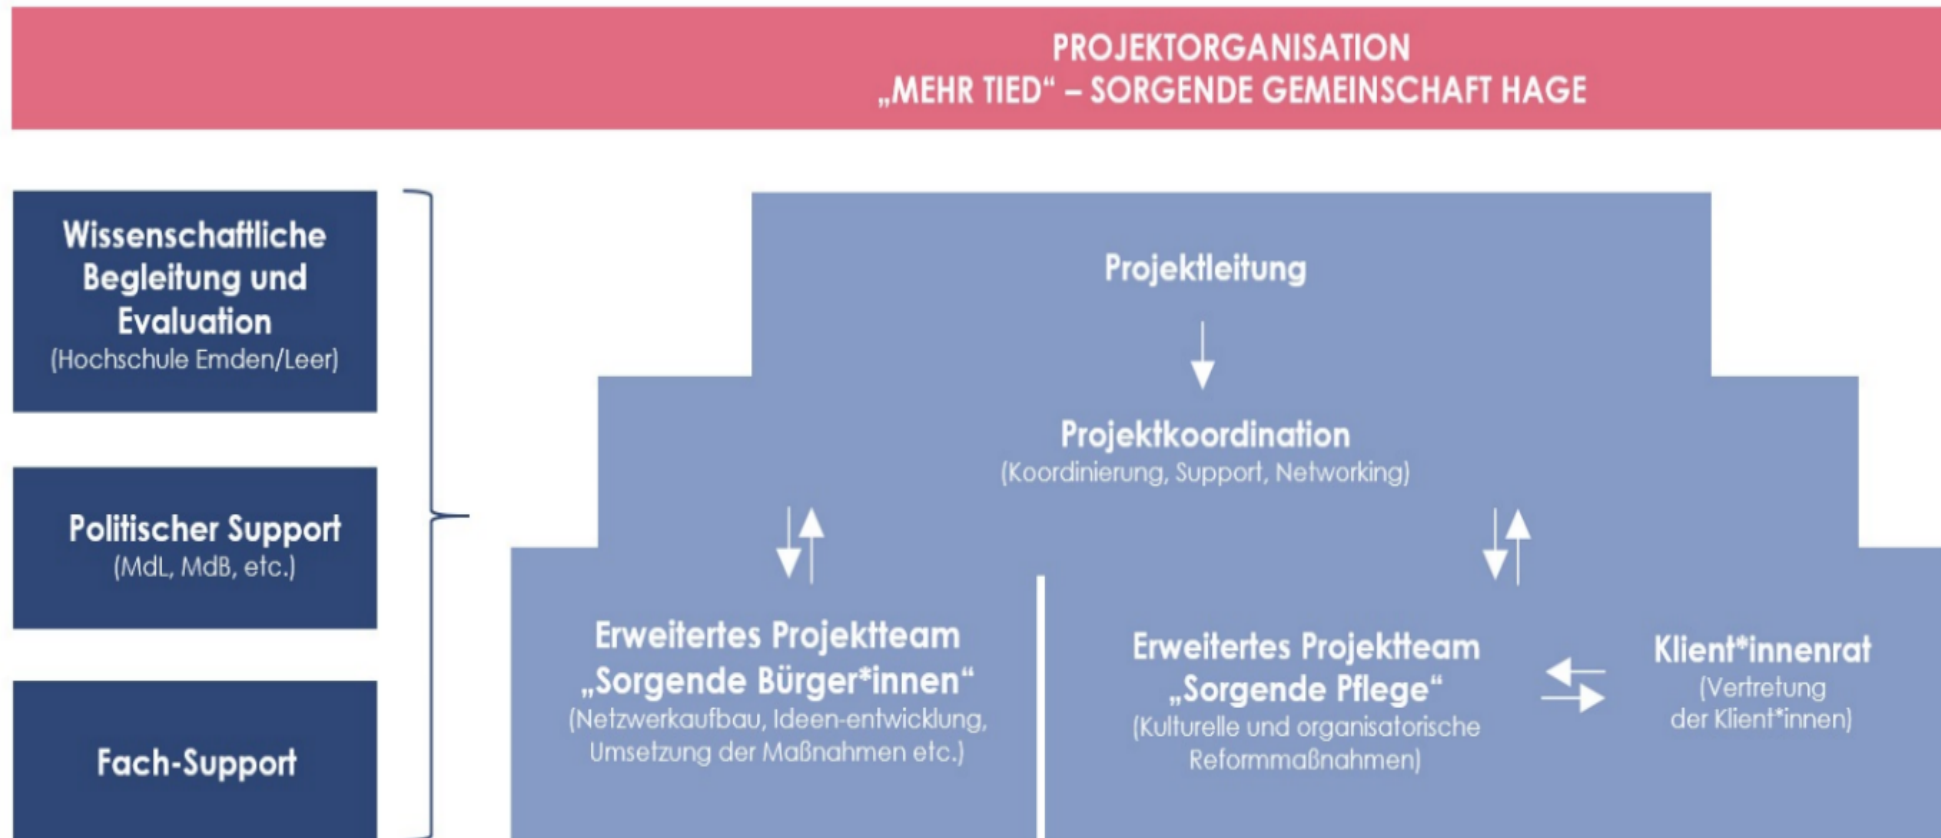 PROJEKTORGANISATION
„MEHR TIED“ – SORGENDE GEMEINSCHAFT HAGE
Wissenschaftliche
Begleitung und
Evaluation
(Hochschule Emden/Leer)
Politischer Support
(MdL, MdB, etc.)
Fach-Support
Projektleitung
Projektkoordination
(Koordinierung, Support, Networking)
Erweitertes Projektteam
„Sorgende Bürger*innen“
(Netzwerkaufbau, Ideen-entwicklung,
Umsetzung der Maßnahmen etc.)
Erweitertes Projektteam
„Sorgende Pflege“
(Kulturelle und organisatorische
Reformmaßnahmen)
Klient*innenrat
(Vertretung
der Klient*innen)